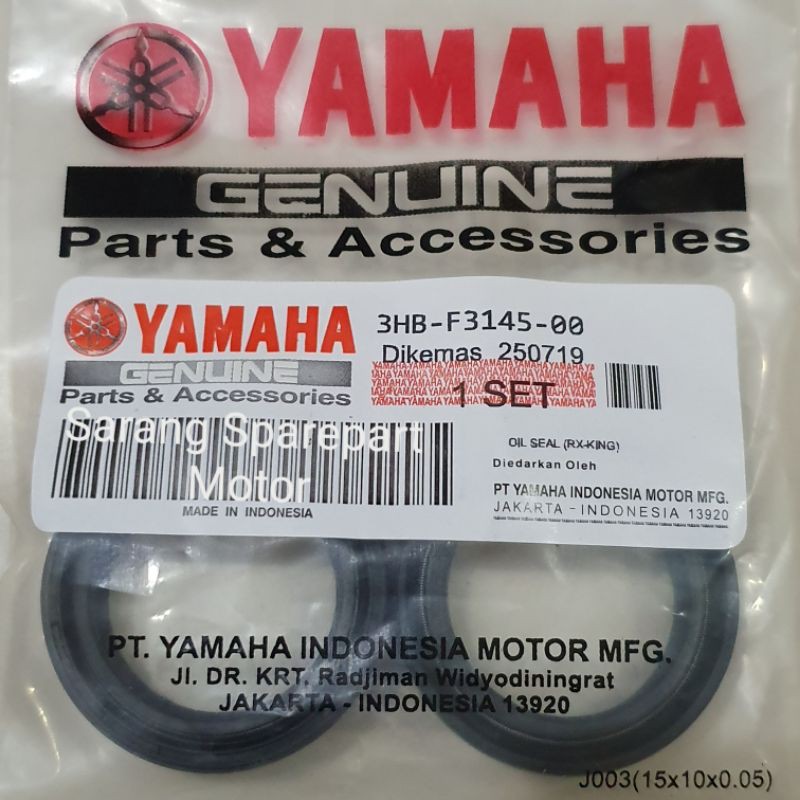 YAMAHA
GENUINE
Parts & Accessories
YAMAHA
GENUINE
Parts & Accessories
3HB-F3145-00
Dikemas 250719
1 SET
Sarang Sparepart
Motor
MADE IN INDONESIA
OIL SEAL (RX-KING)
Diedarkan Oleh
PT YAMAHA INDONESIA MOTOR MFG.
JAKARTA - INDONESIA 13920
PT. YAMAHA INDONESIA MOTOR MFG.
Jl. DR. KRT. Radjiman Widyodiningrat
JAKARTA - INDONESIA 13920
J003(15x10x0.05)